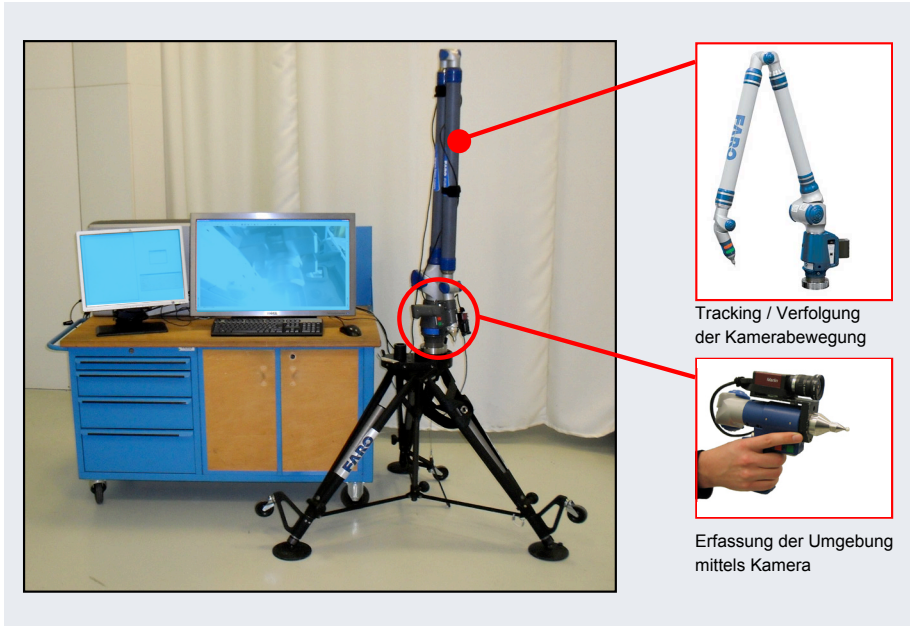 FARO
FARO
Tracking / Verfolgung
der Kamerabewegung
Erfassung der Umgebung
mittels Kamera